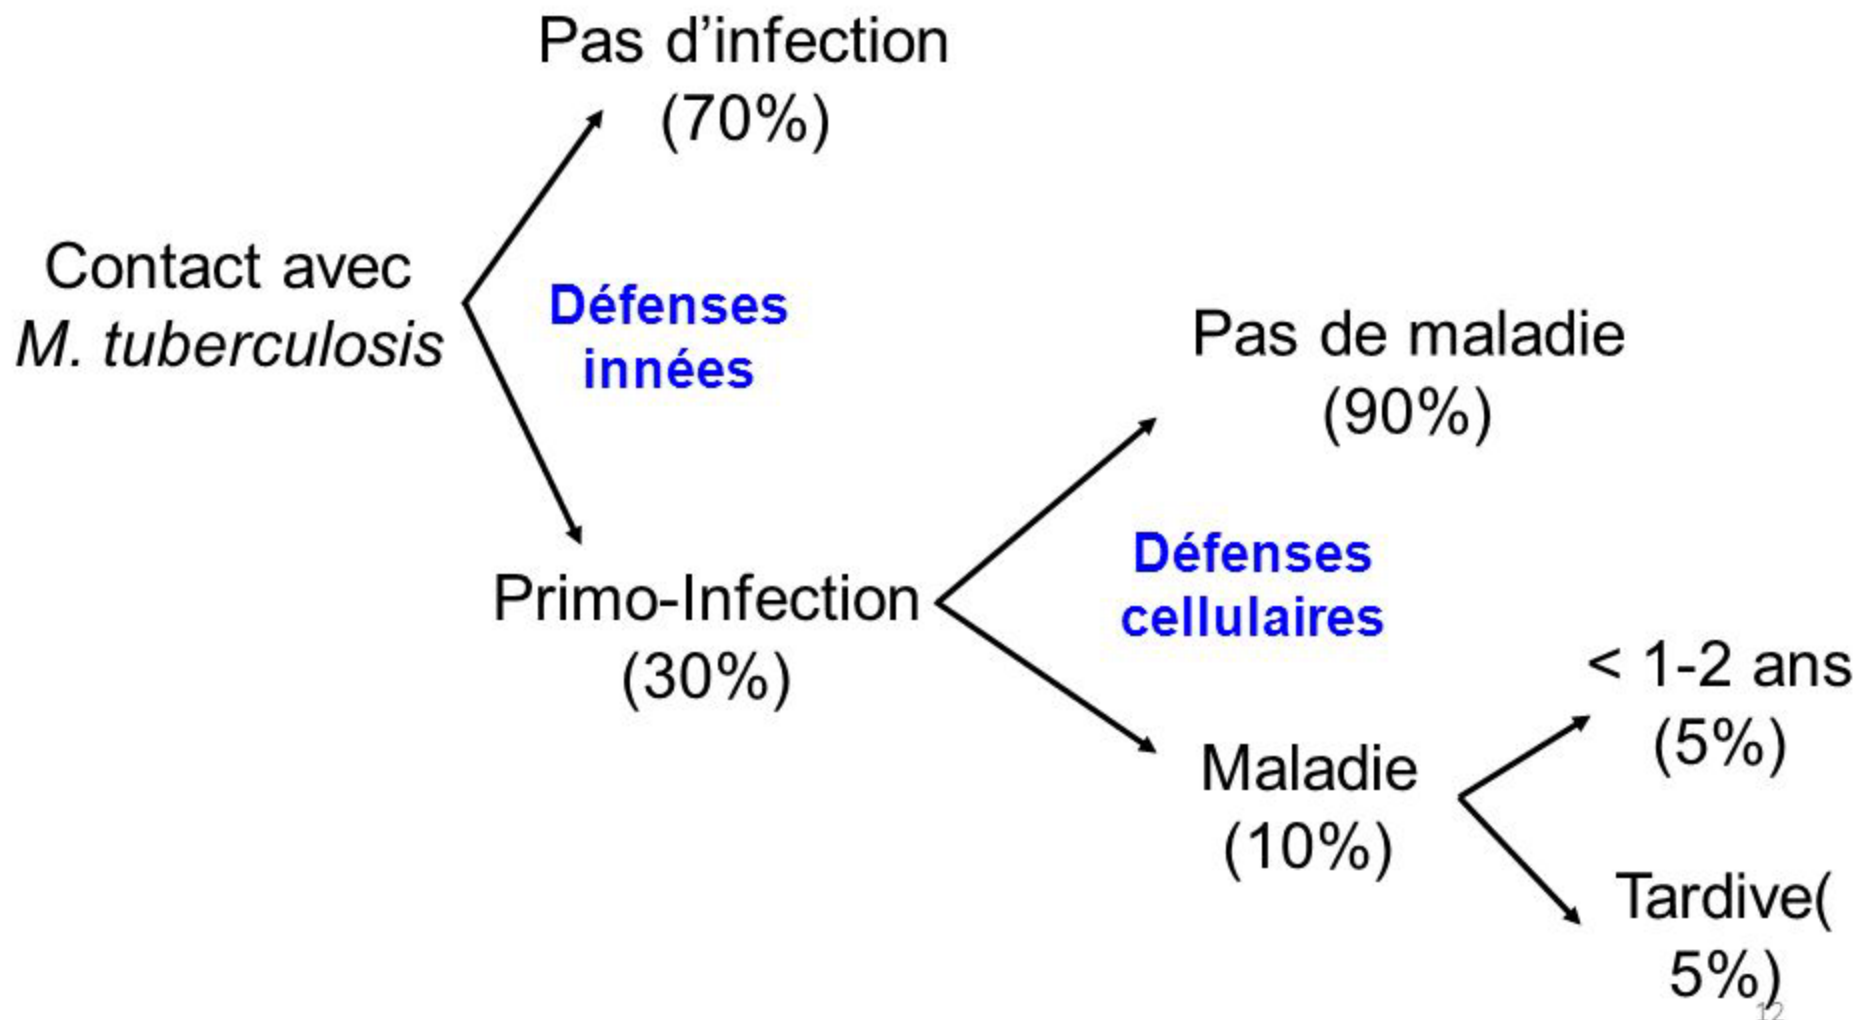 Pas d’infection
(70%)
Contact avec
M. tuberculosis
Défenses
innées
Pas de maladie
(90%)
Défenses
cellulaires
Primo-Infection
(30%)
< 1-2 ans
(5%)
Maladie
(10%)
Tardive(
5%)
12